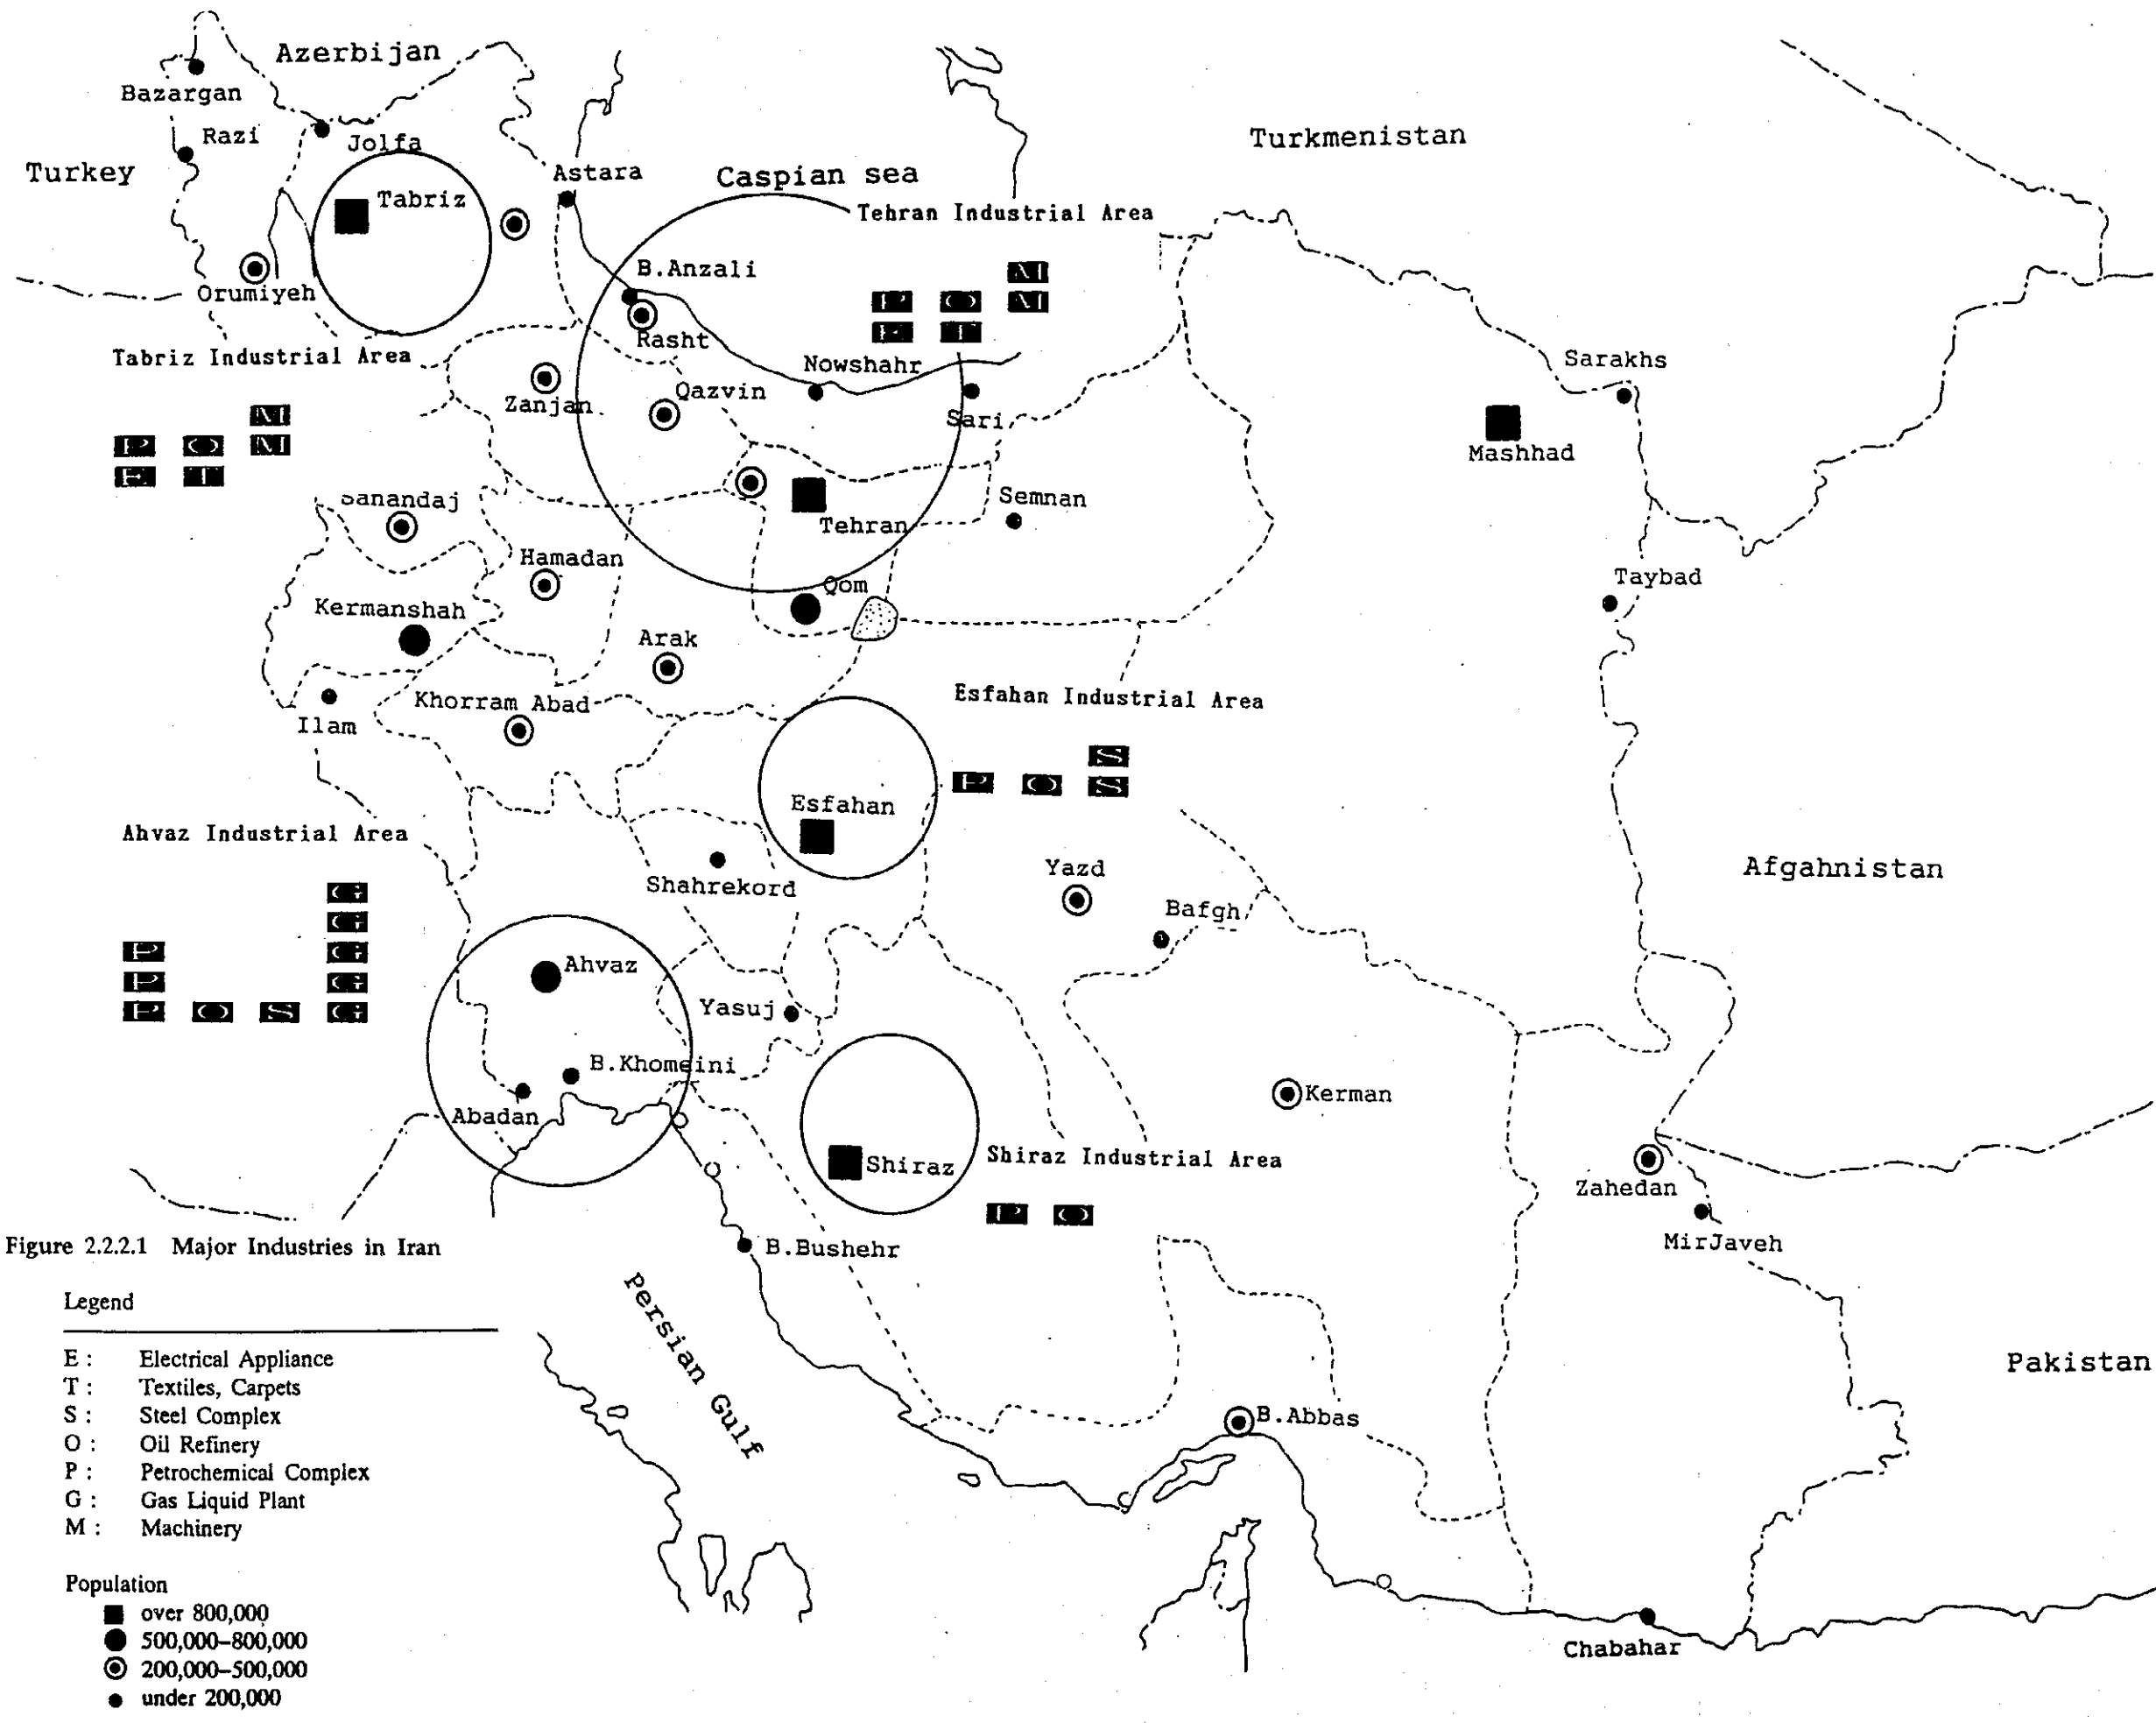 Azerbijan
Bazargan
Razi
Jolfa
Turkey
Turkmenistan
Astara
Caspian sea
Tabriz
Tehran Industrial Area
B.Anzali
M
P O M
E T
Orumiyeh
Rasht
Tabriz Industrial Area
Nowshahr
Sarakhs
Zanjan
Qazvin
Sari
M
P O M
E T
Mashhad
Sanandaj
Semnan
Tehran
Hamadan
Taybad
Qom
Kermanshah
Arak
Esfahan Industrial Area
Khorram Abad
Ilam
S
P O S
Esfahan
Ahvaz Industrial Area
Afgahnistan
Yazd
Shahrekord
Bafgh
G
G
P G
P G
P O S G
Ahvaz
Yasuj
B.Khomeini
Kerman
Abadan
Shiraz
Shiraz Industrial Area
Zahedan
P O
MirJaveh
B.Bushehr
Persian Gulf
Pakistan
B.Abbas
Chabahar
Figure 2.2.2.1 Major Industries in Iran
Legend
E : Electrical Appliance
T : Textiles, Carpets
S : Steel Complex
O : Oil Refinery
P : Petrochemical Complex
G : Gas Liquid Plant
M : Machinery
Population
over 800,000
500,000–800,000
200,000–500,000
under 200,000